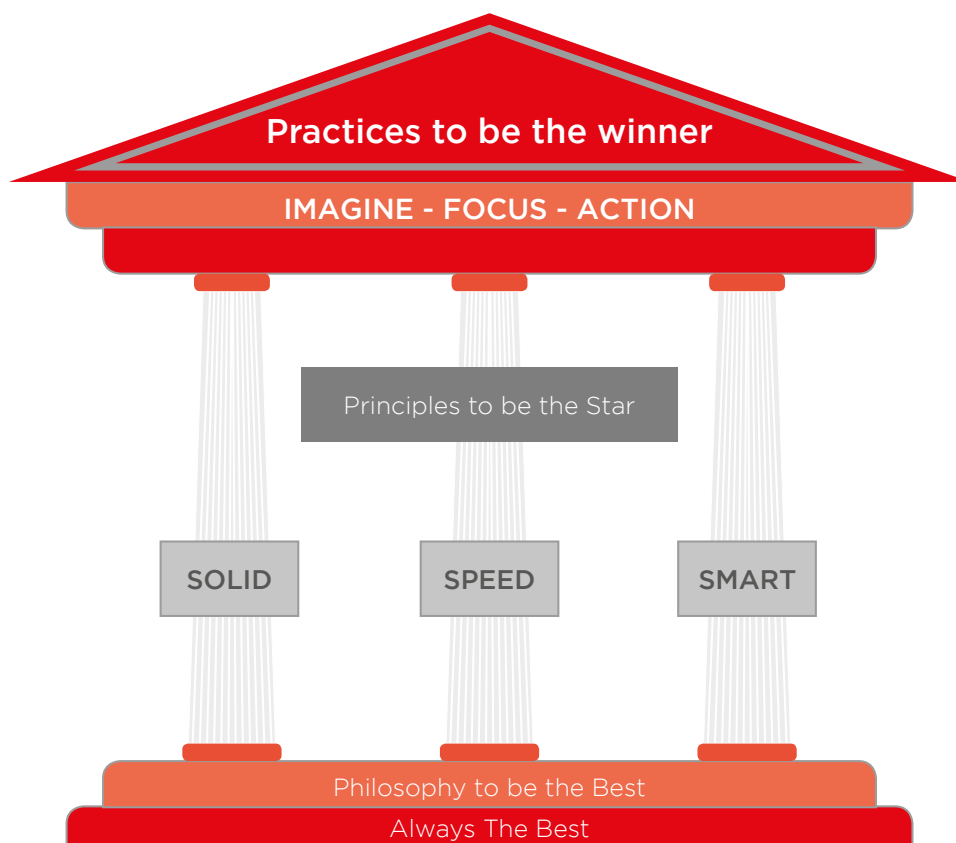 Practices to be the winner
IMAGINE - FOCUS - ACTION
Principles to be the Star
SOLID
SPEED
SMART
Philosophy to be the Best
Always The Best